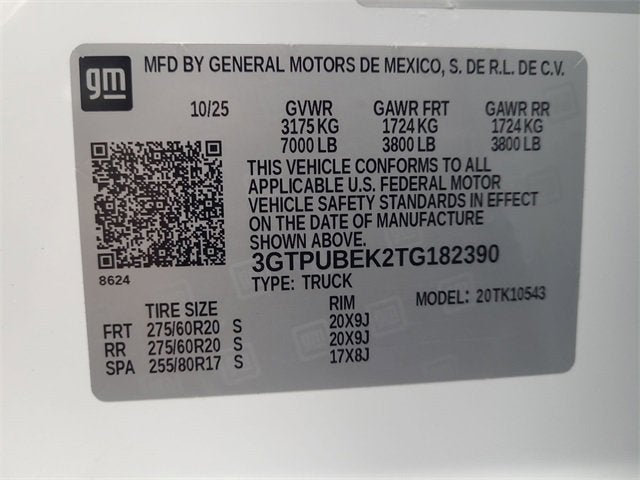 gm
MFD BY GENERAL MOTORS DE MEXICO, S. DE R.L. DE C.V.
10/25 GVWR GAWR FRT GAWR RR
3175 KG 1724 KG 1724 KG
7000 LB 3800 LB 3800 LB
THIS VEHICLE CONFORMS TO ALL
APPLICABLE U.S. FEDERAL MOTOR
VEHICLE SAFETY STANDARDS IN EFFECT
ON THE DATE OF MANUFACTURE
SHOWN ABOVE.
8624
3GTPUBEK2TG182390
TYPE: TRUCK MODEL: 20TK10543
TIRE SIZE RIM
FRT 275/60R20 S 20X9J
RR 275/60R20 S 20X9J
SPA 255/80R17 S 17X8J